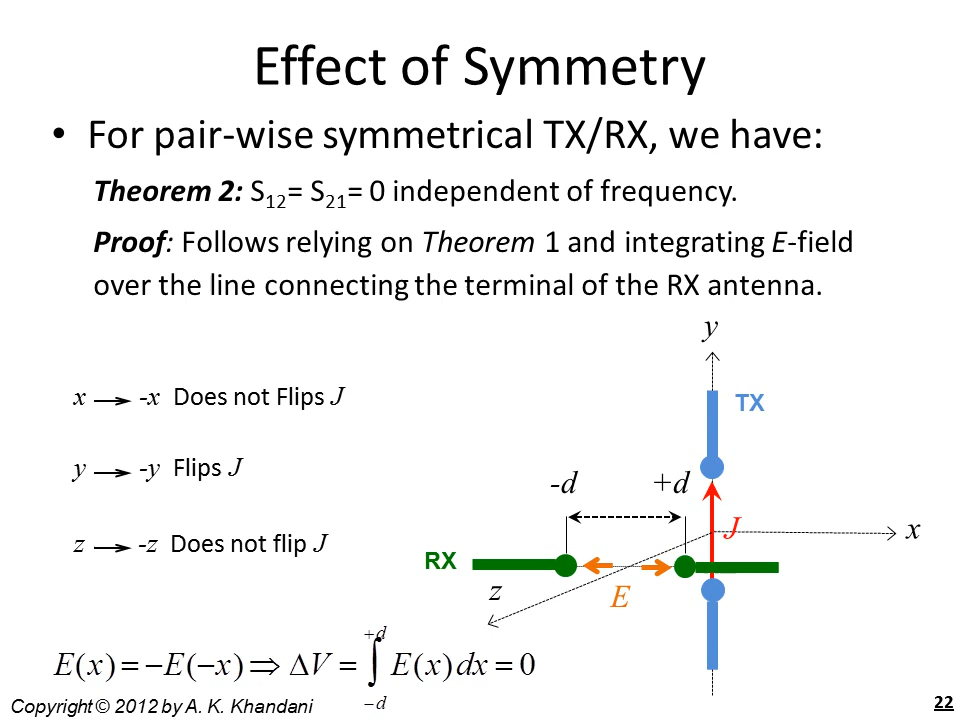 Effect of Symmetry
• For pair-wise symmetrical TX/RX, we have:
Theorem 2: S₁₂= S₂₁= 0 independent of frequency.
Proof: Follows relying on Theorem 1 and integrating E-field
over the line connecting the terminal of the RX antenna.
y
x → -x Does not Flips J
TX
y → -y Flips J
-d +d
J
x
z → -z Does not flip J
RX
z
E
E(x) = −E(−x) ⇒ ΔV = ∫₋d⁺ᵈ E(x) dx = 0
Copyright © 2012 by A. K. Khandani
22